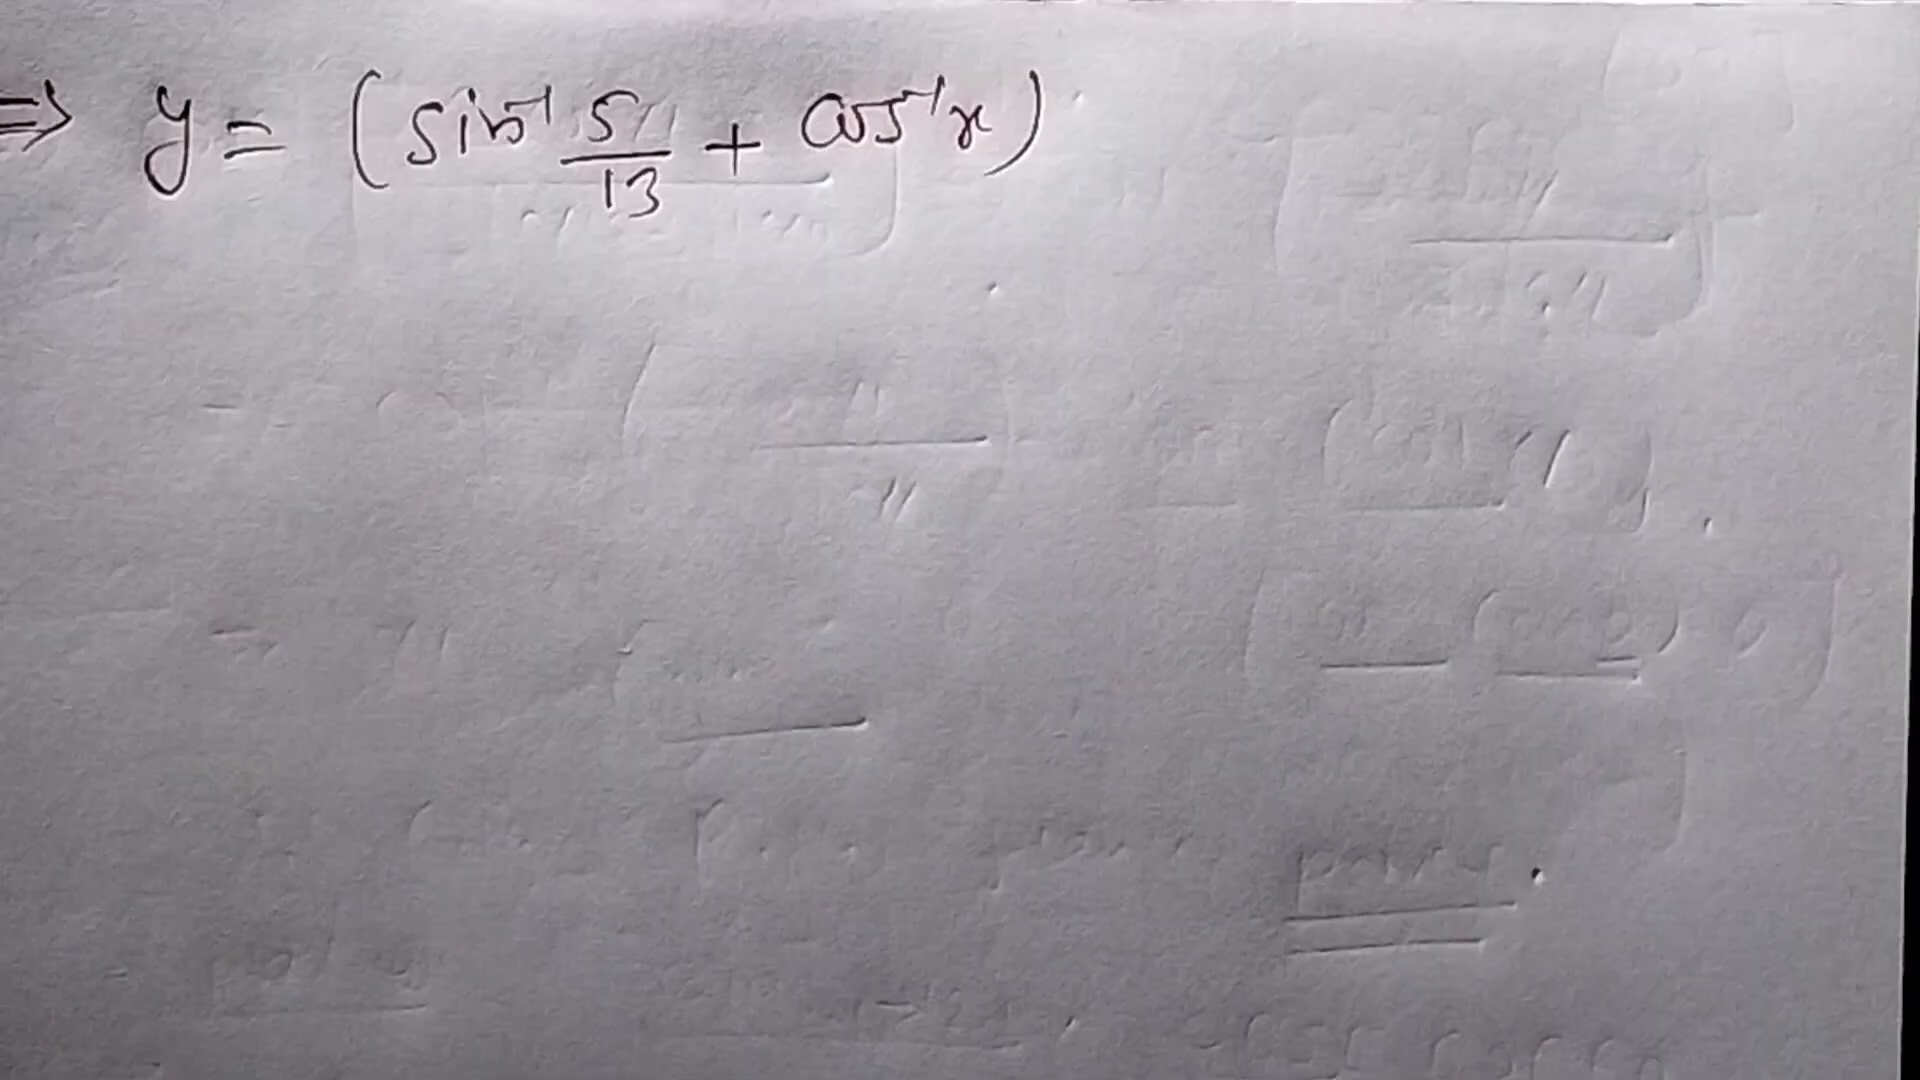 ⇒ y = (sin⁻¹ 5/13 + cos⁻¹x)